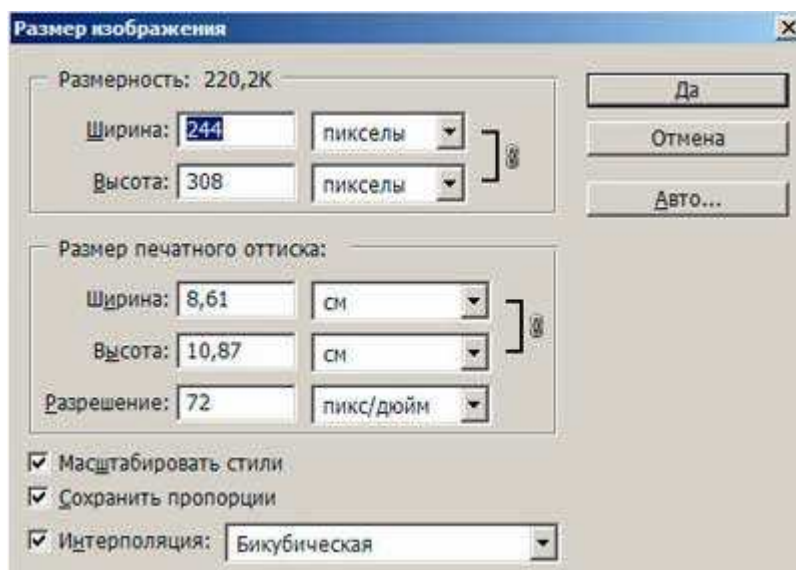 Размер изображения
Размерность: 220,2K
Да
Ширина: 244 пикселы
Отмена
Высота: 308 пикселы
Авто...
Размер печатного оттиска:
Ширина: 8,61 см
Высота: 10,87 см
Разрешение: 72 пикс/дюйм
Масштабировать стили
Сохранить пропорции
Интерполяция: Бикубическая